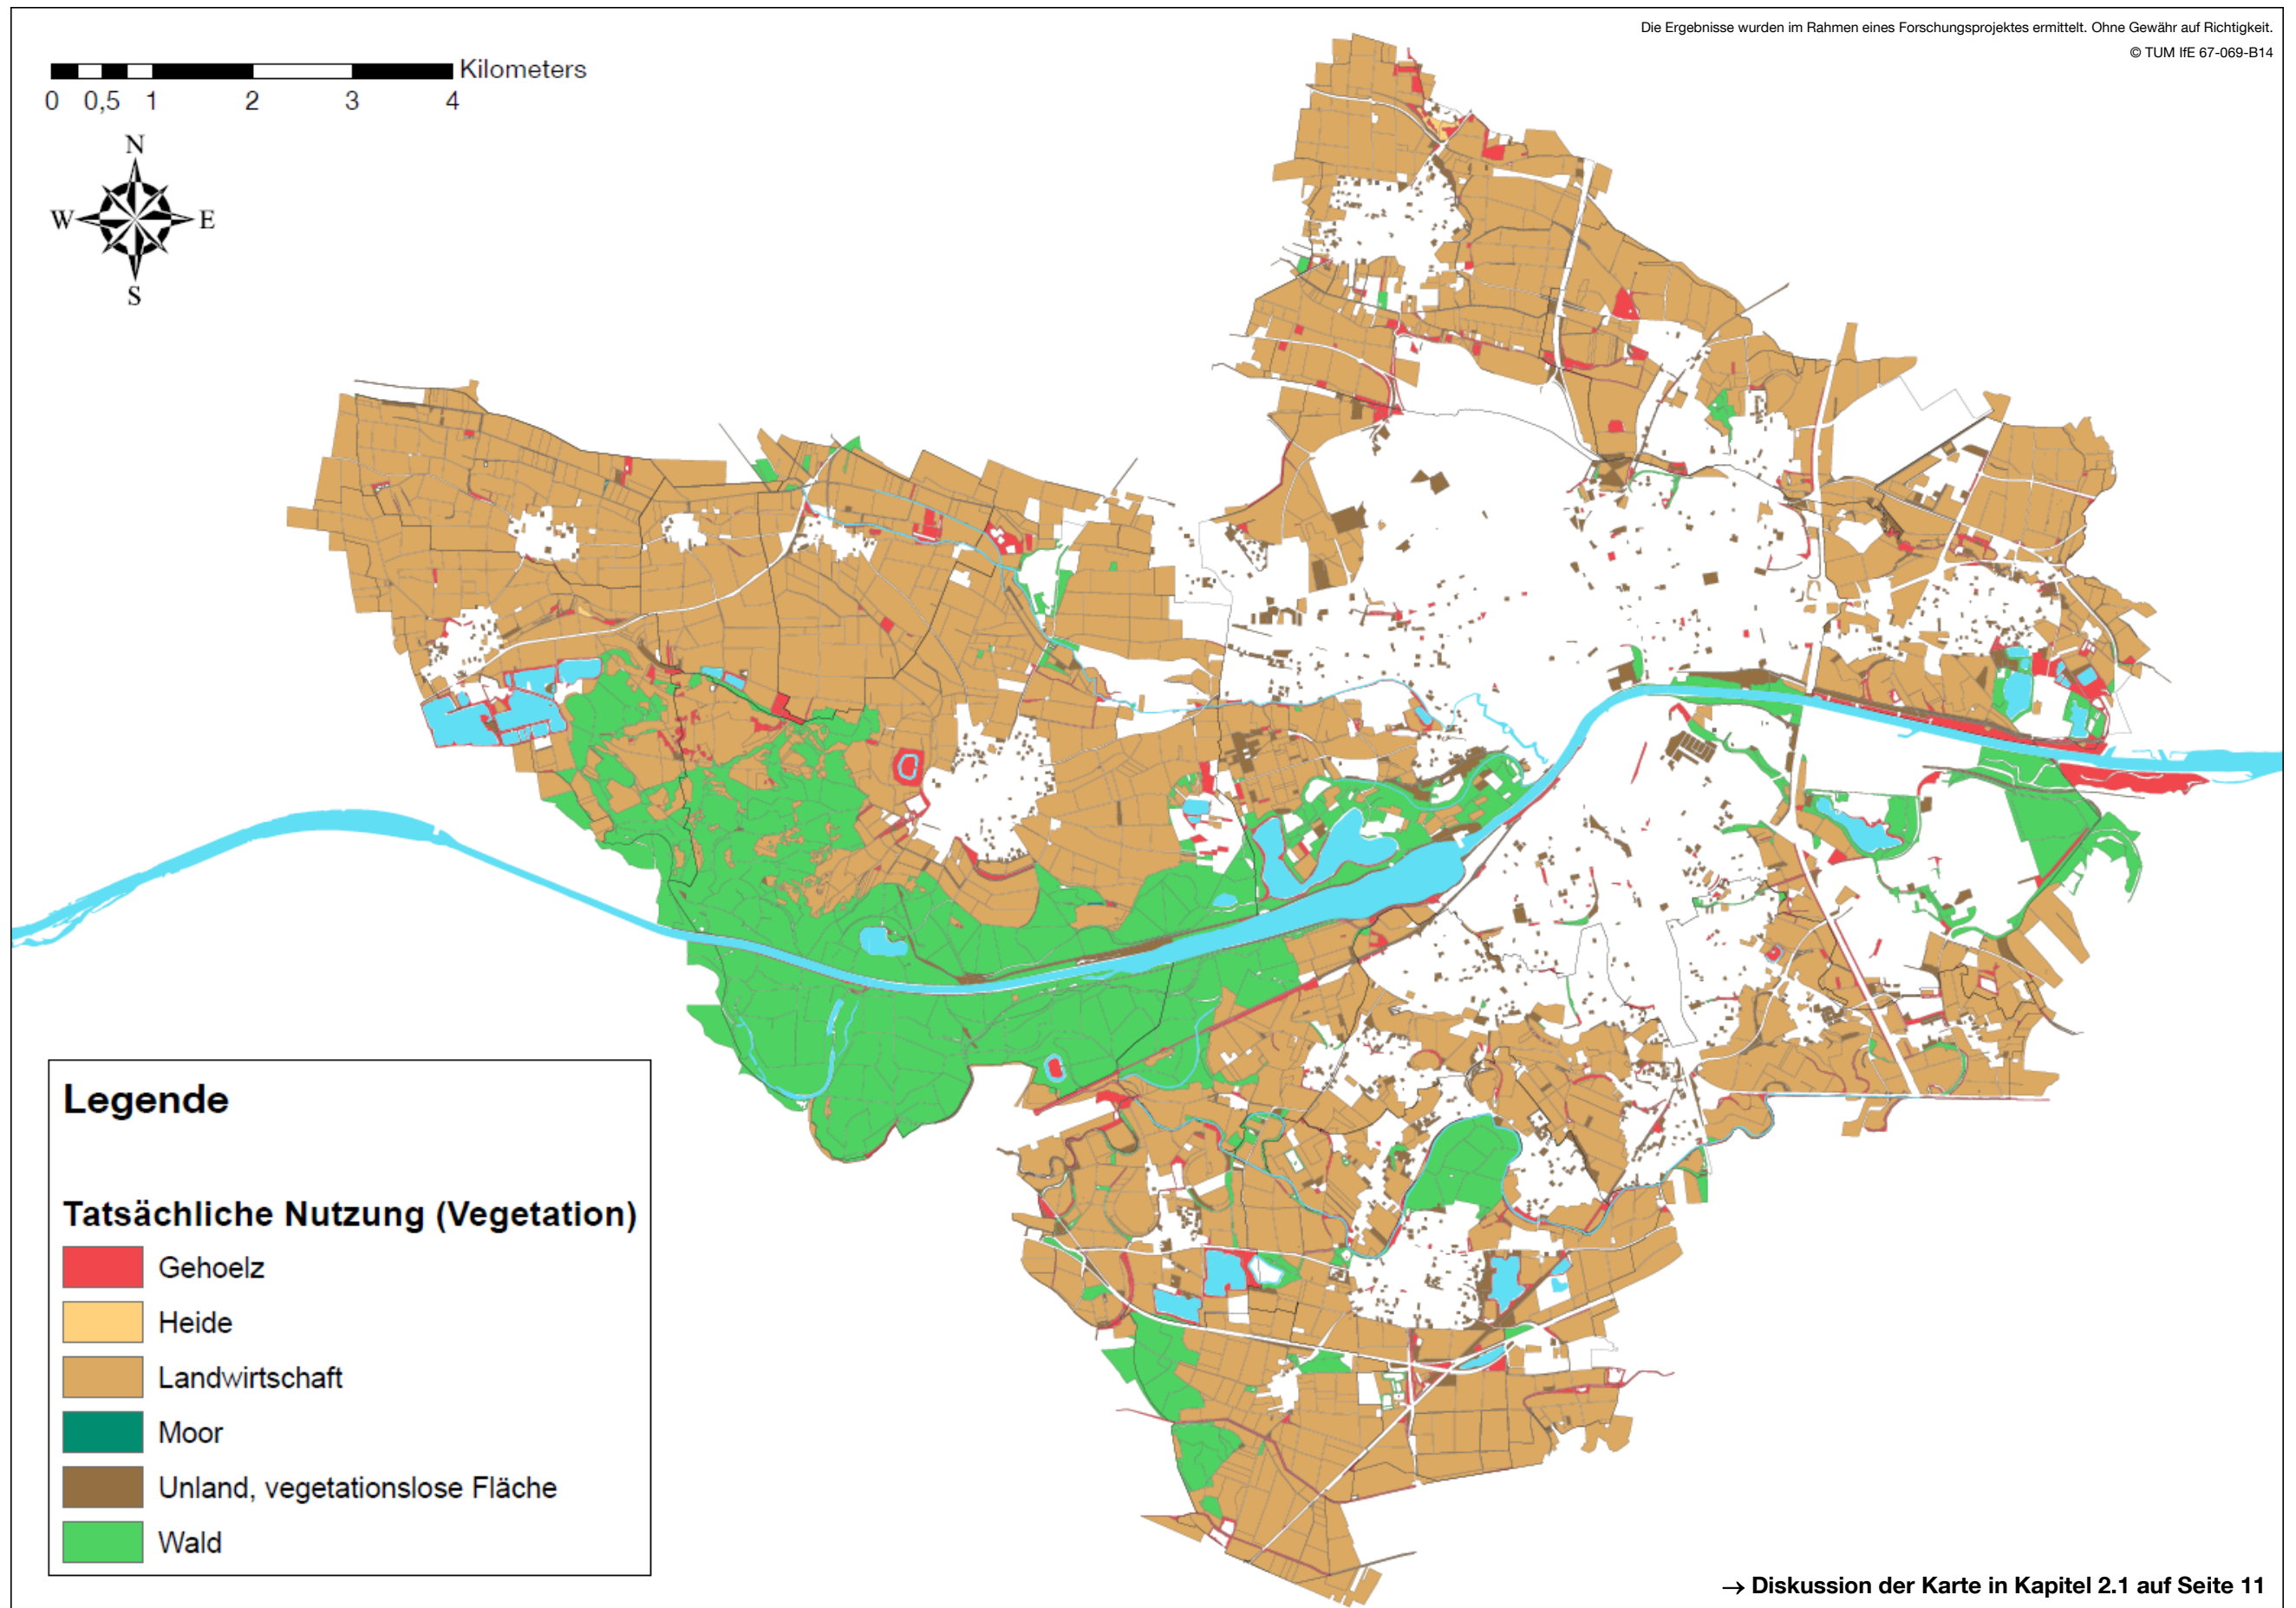 Die Ergebnisse wurden im Rahmen eines Forschungsprojektes ermittelt. Ohne Gewähr auf Richtigkeit.
© TUM IfE 67-069-B14
Kilometers
0 0,5 1 2 3 4
N
W E
S
Legende
Tatsächliche Nutzung (Vegetation)
Gehoelz
Heide
Landwirtschaft
Moor
Unland, vegetationslose Fläche
Wald
→ Diskussion der Karte in Kapitel 2.1 auf Seite 11